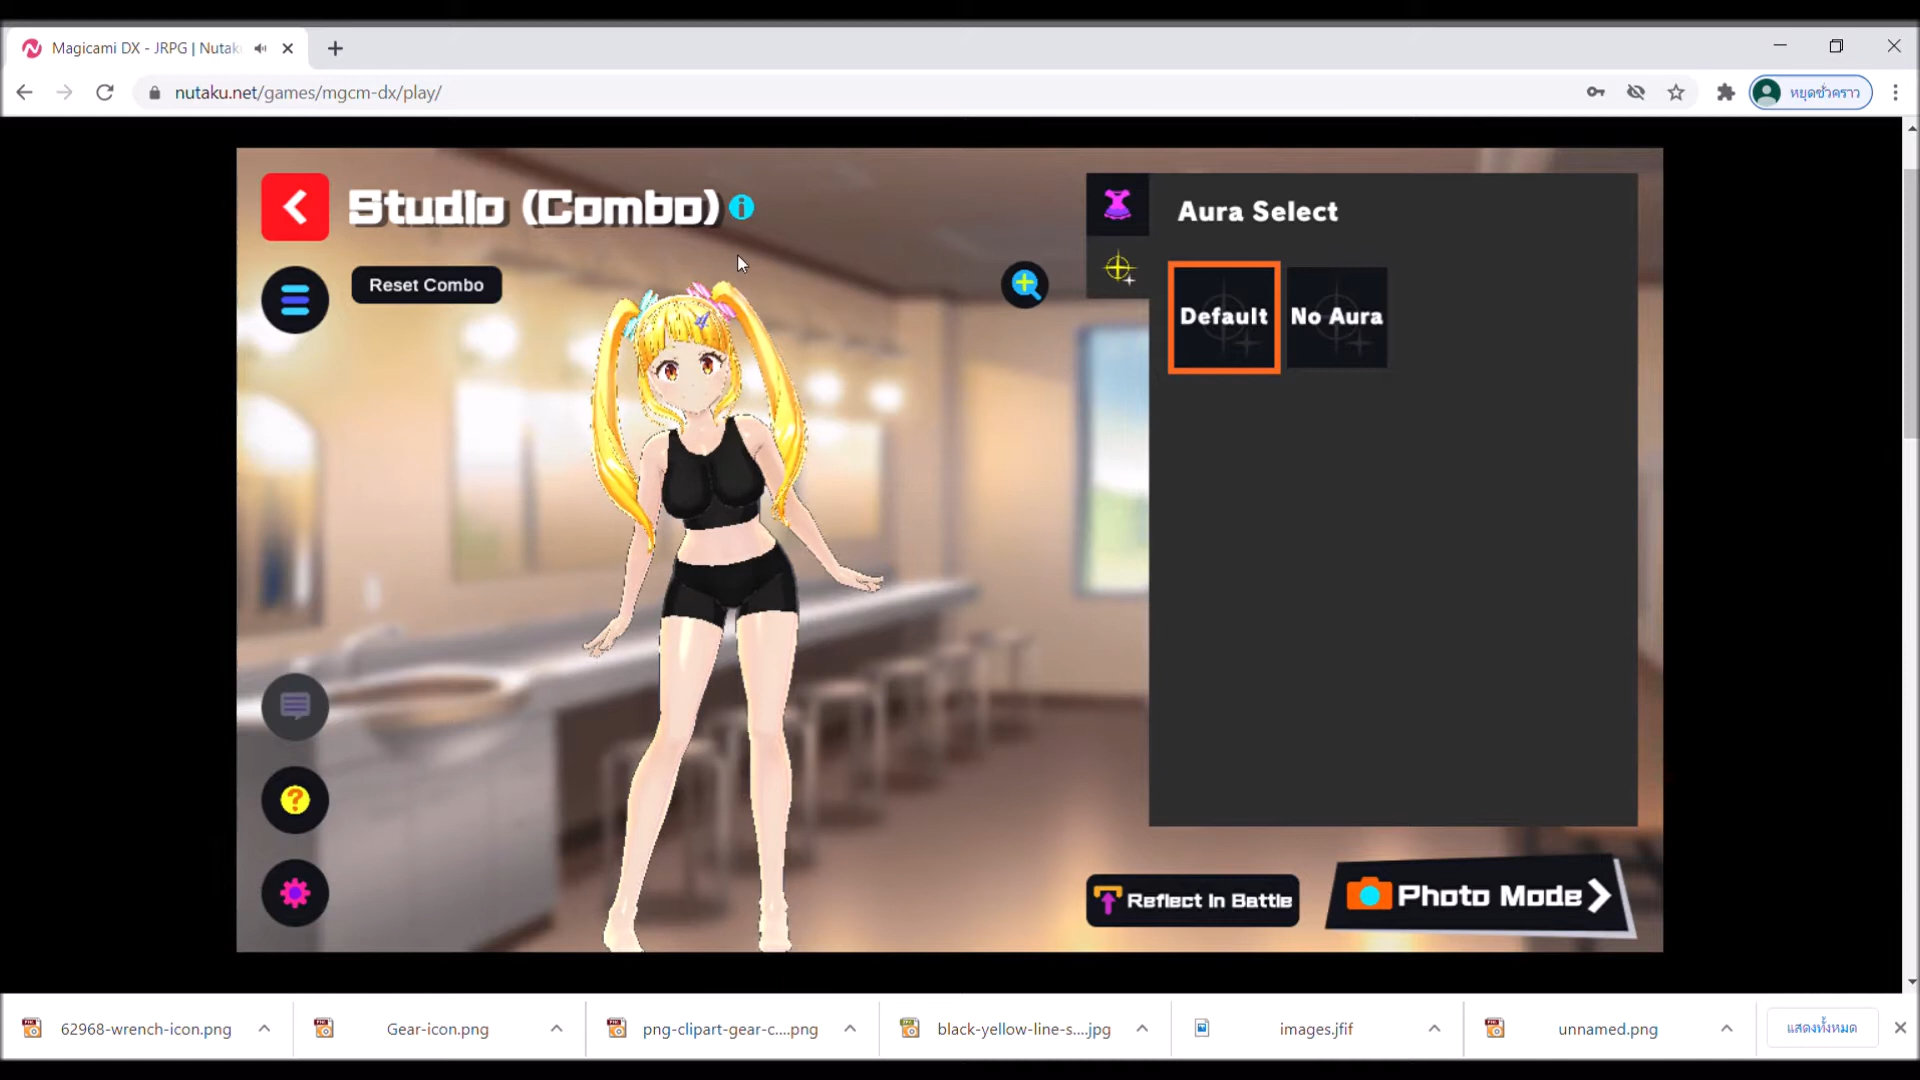 Magicami DX - JRPG | Nutak
nutaku.net/games/mgcm-dx/play/
หยุดชั่วคราว
Studio (Combo)
Reset Combo
Aura Select
Default
No Aura
Reflect in Battle
Photo Mode
62968-wrench-icon.png
Gear-icon.png
png-clipart-gear-c....png
black-yellow-line-s....jpg
images.jfif
unnamed.png
แสดงทั้งหมด